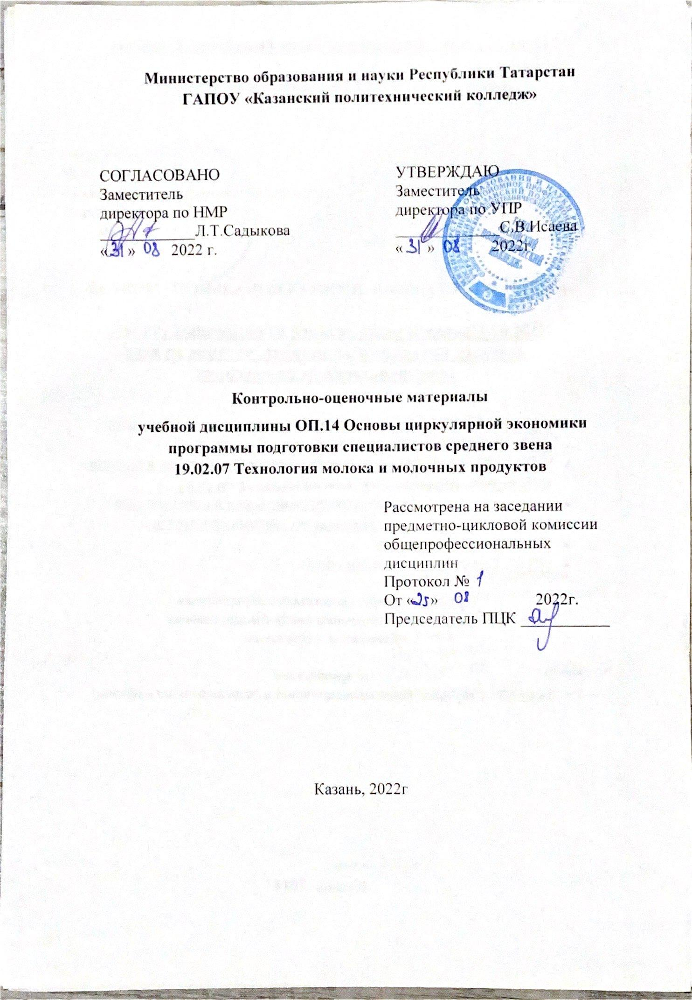 Министерство образования и науки Республики Татарстан
ГАПОУ «Казанский политехнический колледж»
СОГЛАСОВАНО
Заместитель
директора по НМР
____________Л.Т.Садыкова
«31» 08 2022 г.
УТВЕРЖДАЮ
Заместитель
директора по УПР
____________С.В.Исаева
«31» 08 2022г.
Контрольно-оценочные материалы
учебной дисциплины ОП.14 Основы циркулярной экономики
программы подготовки специалистов среднего звена
19.02.07 Технология молока и молочных продуктов
Рассмотрена на заседании
предметно-цикловой комиссии
общепрофессиональных
дисциплин
Протокол № 1
От «25» 08 2022г.
Председатель ПЦК ___________
Казань, 2022г